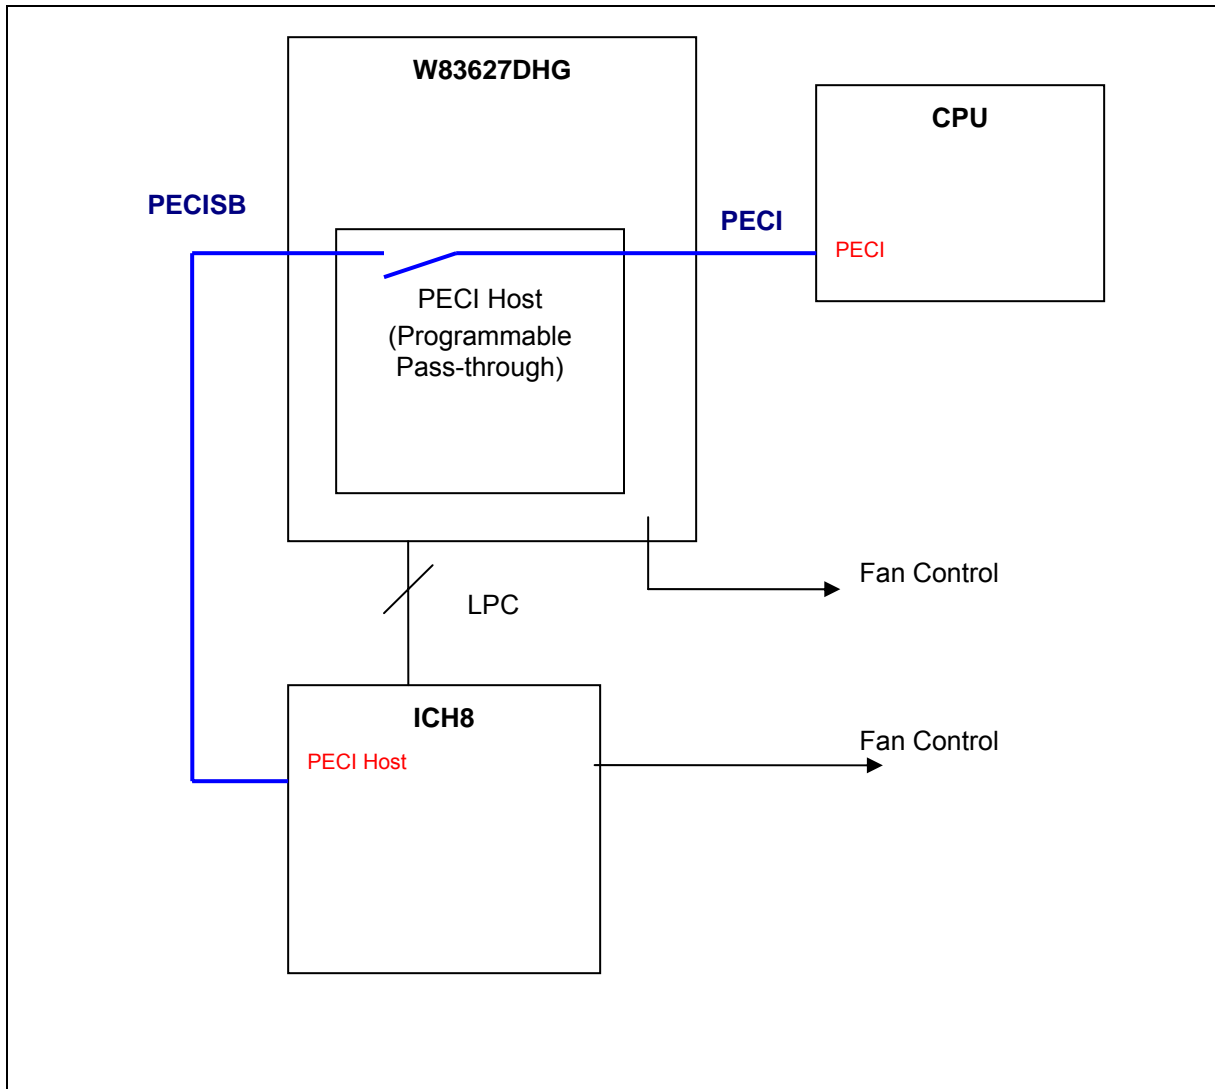 W83627DHG
CPU
PECISB
PECI
PECI
PECI Host
(Programmable
Pass-through)
Fan Control
LPC
ICH8
Fan Control
PECI Host